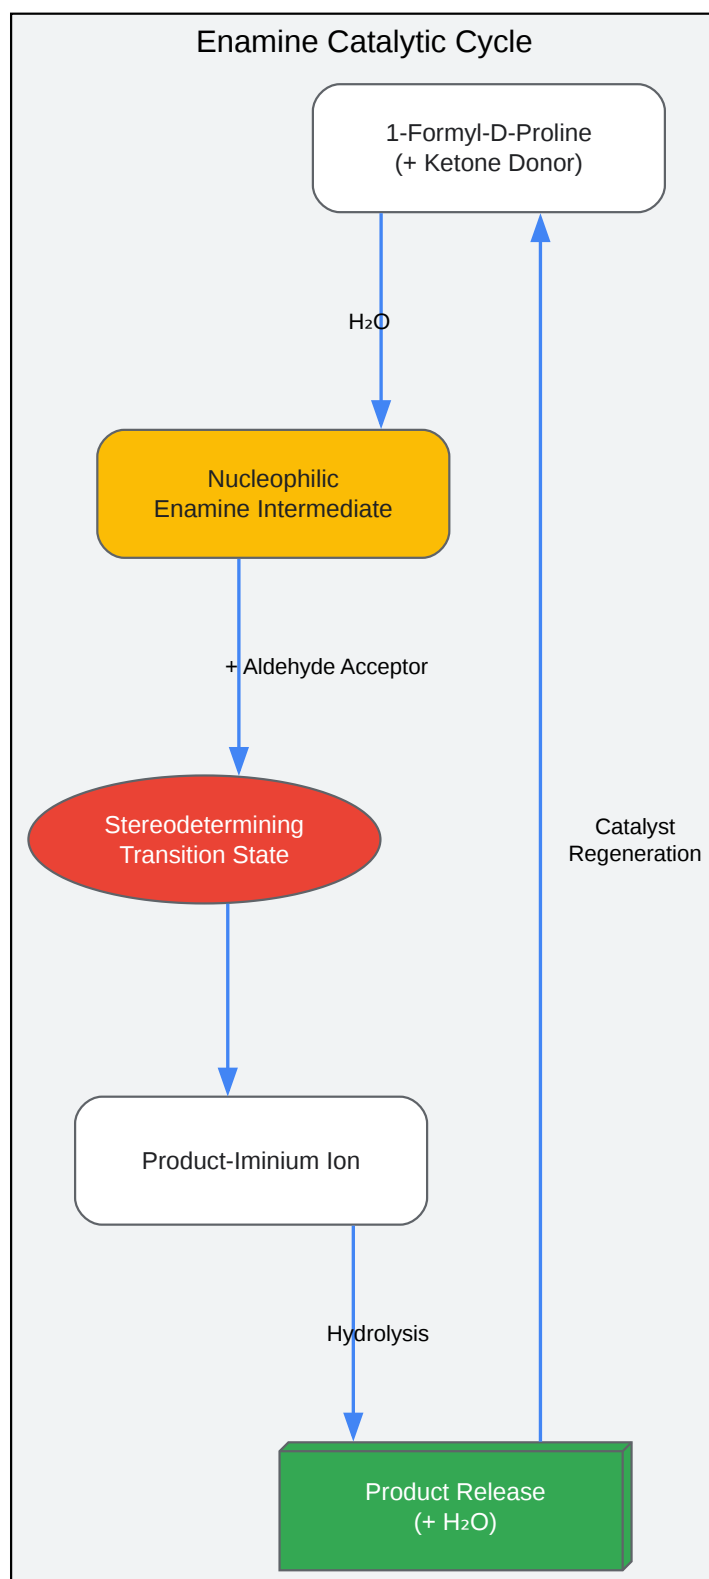 Enamine Catalytic Cycle
1-Formyl-D-Proline
(+ Ketone Donor)
H₂O
Nucleophilic
Enamine Intermediate
+ Aldehyde Acceptor
Stereodetermining
Transition State
Catalyst
Regeneration
Product-Iminium Ion
Hydrolysis
Product Release
(+ H₂O)